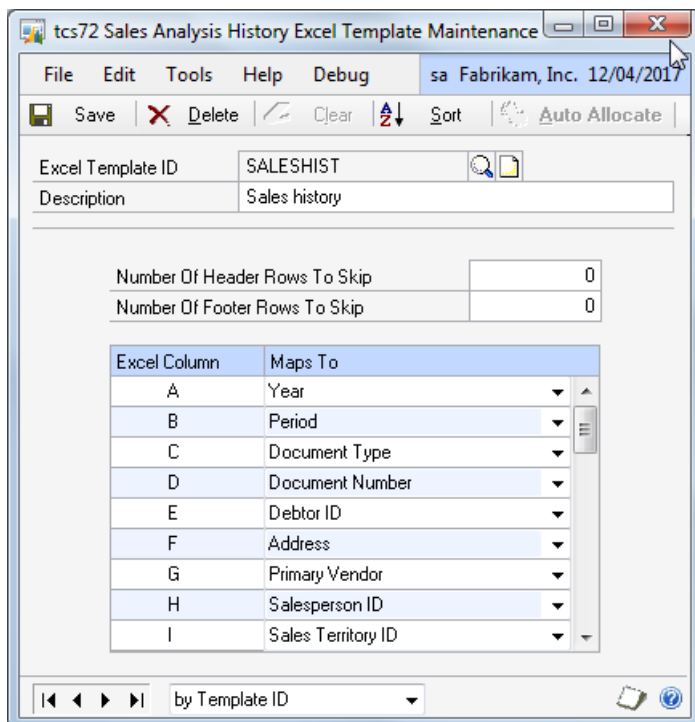 tcs72 Sales Analysis History Excel Template Maintenance
File Edit Tools Help Debug sa Fabrikam, Inc. 12/04/2017
Save Delete Clear AZ Sort Auto Allocate
Excel Template ID SALESHIST
Description Sales history
Number Of Header Rows To Skip 0
Number Of Footer Rows To Skip 0
Excel Column Maps To
A Year
B Period
C Document Type
D Document Number
E Debtor ID
F Address
G Primary Vendor
H Salesperson ID
I Sales Territory ID
by Template ID